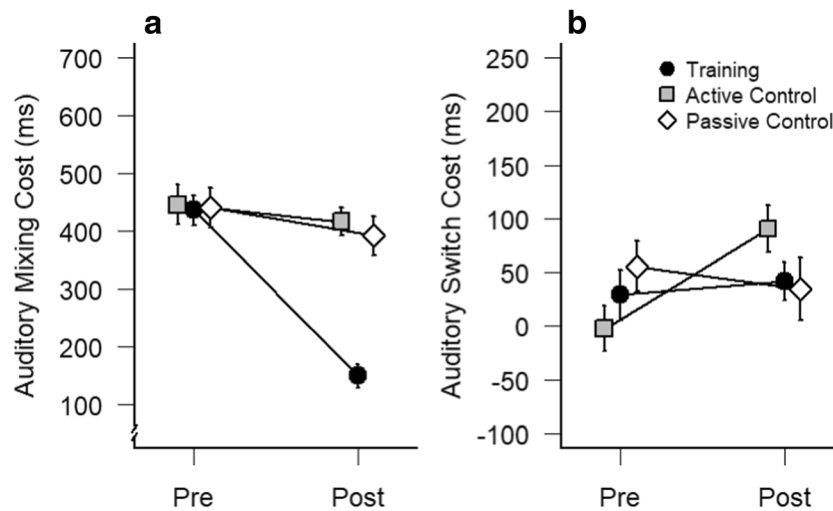 a
Auditory Mixing Cost (ms)
700
600
500
400
300
200
100
Pre
Post
b
Auditory Switch Cost (ms)
250
200
150
100
50
0
-50
-100
Pre
Post
Training
Active Control
Passive Control